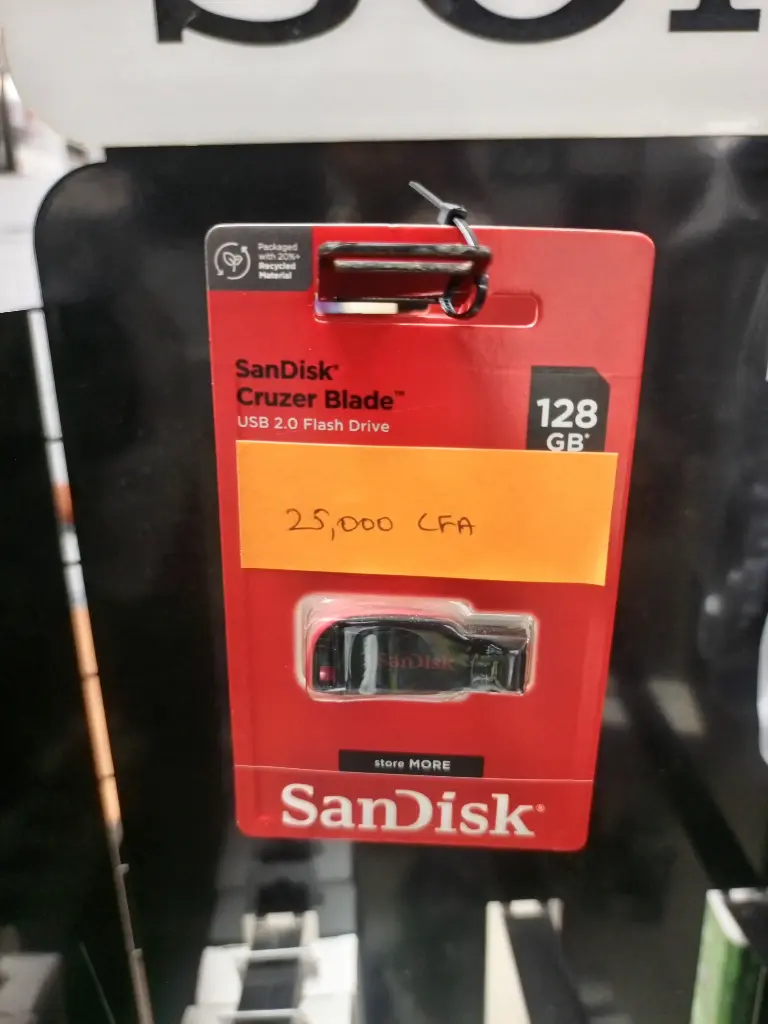 Packaged
with 20%+
Recycled
Material
SanDisk®
Cruzer Blade™
USB 2.0 Flash Drive
128
GB*
25,000 CFA
SanDisk
store MORE
SanDisk®